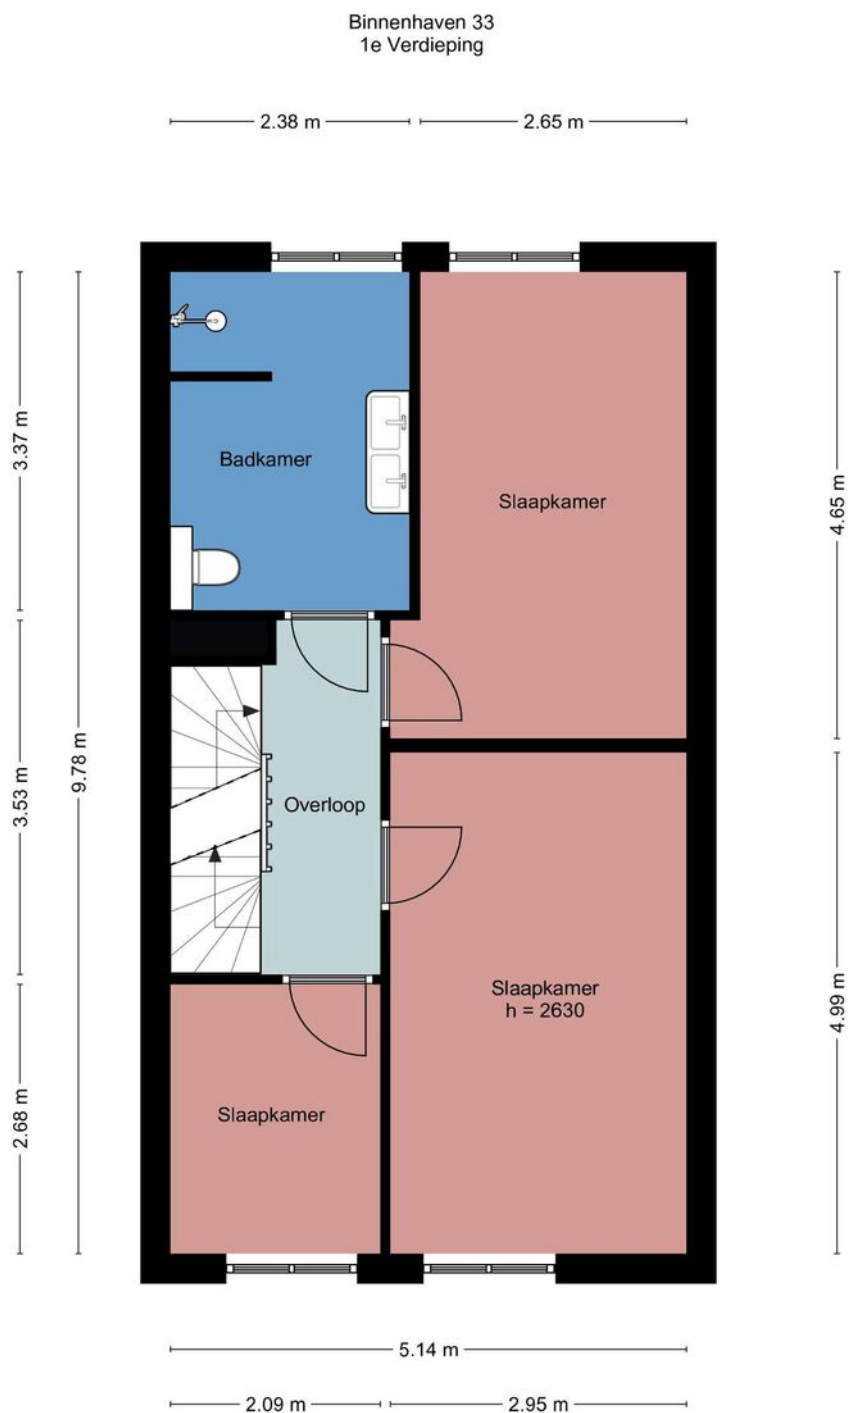 Binnenhaven 33
1e Verdieping
2.38 m
2.65 m
3.37 m
9.78 m
3.53 m
2.68 m
Badkamer
Slaapkamer
4.65 m
Overloop
Slaapkamer
h = 2630
4.99 m
Slaapkamer
5.14 m
2.09 m
2.95 m